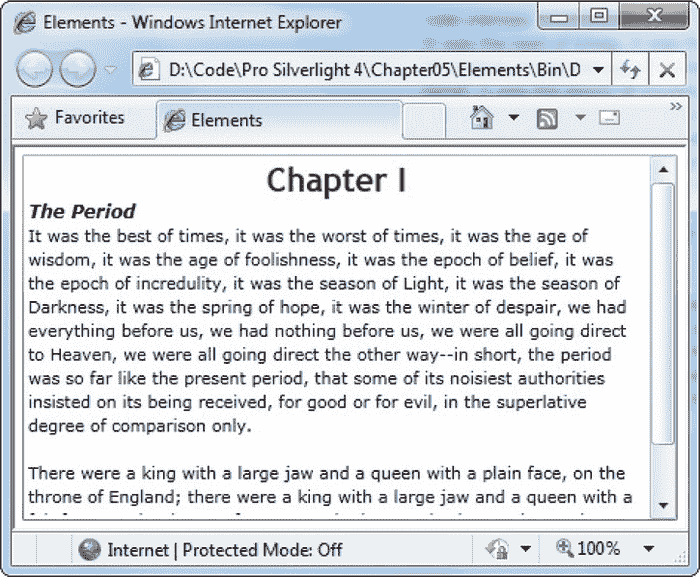 Elements - Windows Internet Explorer
D:\Code\Pro Silverlight 4\Chapter05\Elements\Bin\D
Favorites
Elements
Chapter I
The Period
It was the best of times, it was the worst of times, it was the age of
wisdom, it was the age of foolishness, it was the epoch of belief, it was
the epoch of incredulity, it was the season of Light, it was the season of
Darkness, it was the spring of hope, it was the winter of despair, we had
everything before us, we had nothing before us, we were all going direct
to Heaven, we were all going direct the other way--in short, the period
was so far like the present period, that some of its noisiest authorities
insisted on its being received, for good or for evil, in the superlative
degree of comparison only.
There were a king with a large jaw and a queen with a plain face, on the
throne of England; there were a king with a large jaw and a queen with a
Internet | Protected Mode: Off
100%